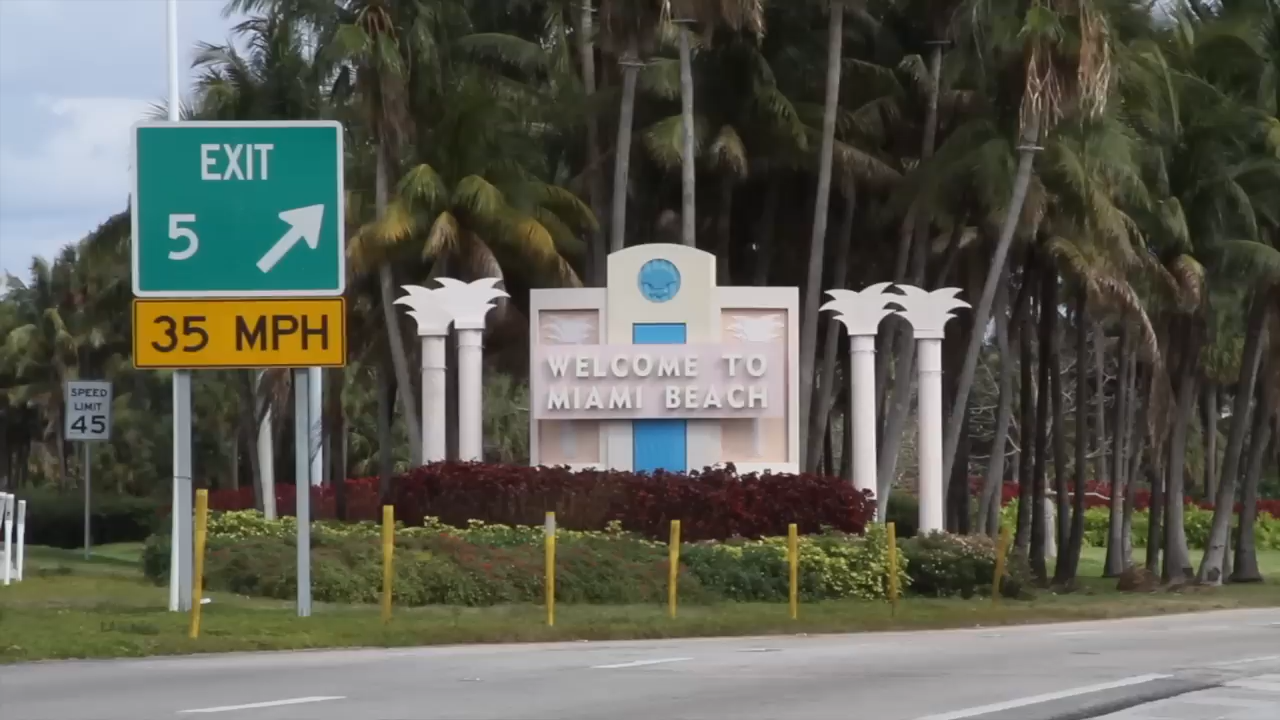 EXIT
5
35 MPH
SPEED
LIMIT
45
WELCOME TO
MIAMI BEACH